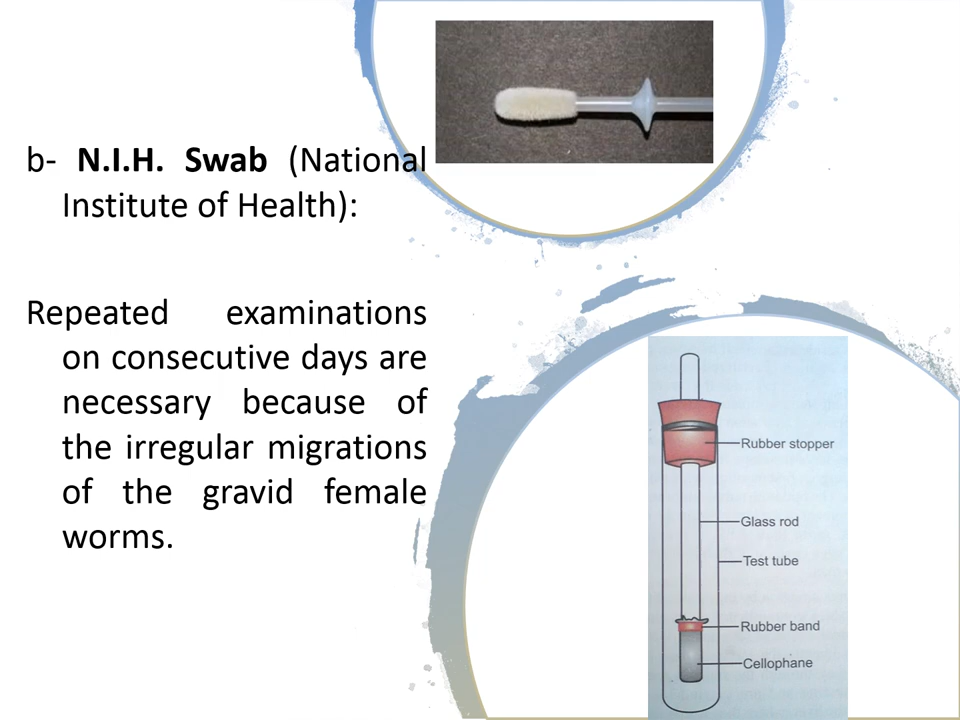 b- N.I.H. Swab (National
Institute of Health):
Repeated examinations
on consecutive days are
necessary because of
the irregular migrations
of the gravid female
worms.
Rubber stopper
Glass rod
Test tube
Rubber band
Cellophane